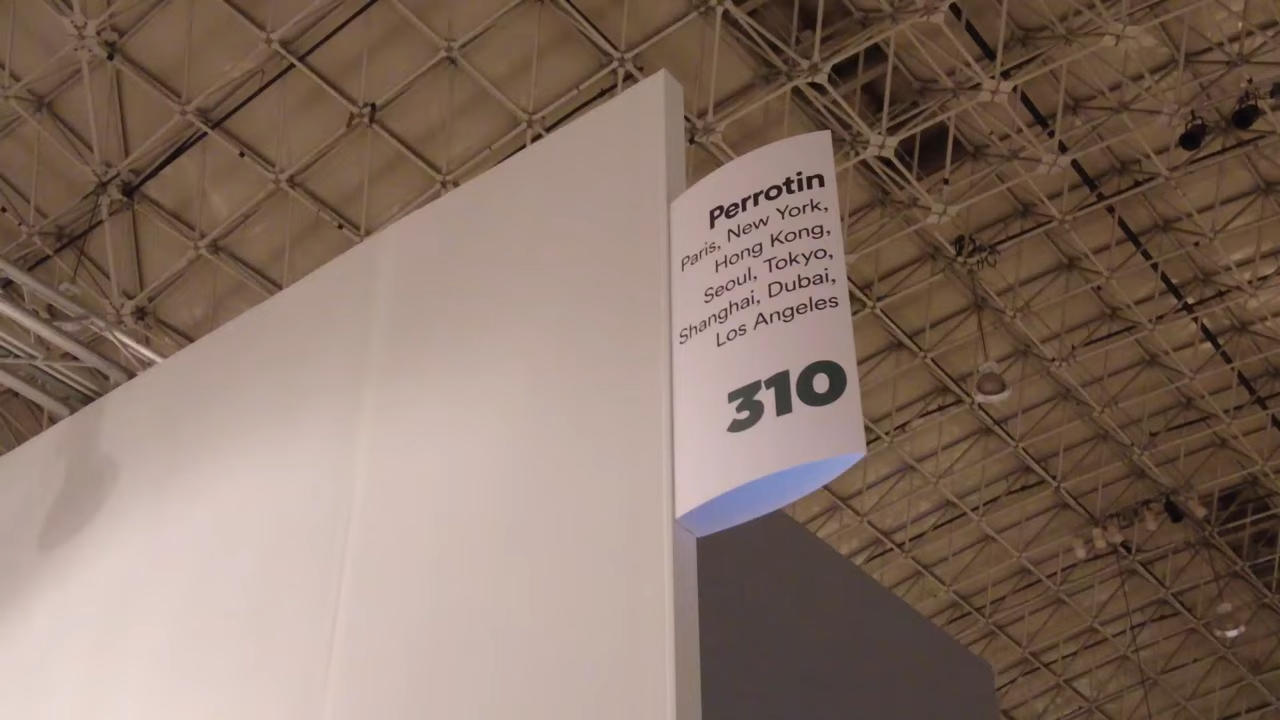 Perrotin
Paris, New York,
Hong Kong,
Seoul, Tokyo,
Shanghai, Dubai,
Los Angeles
310